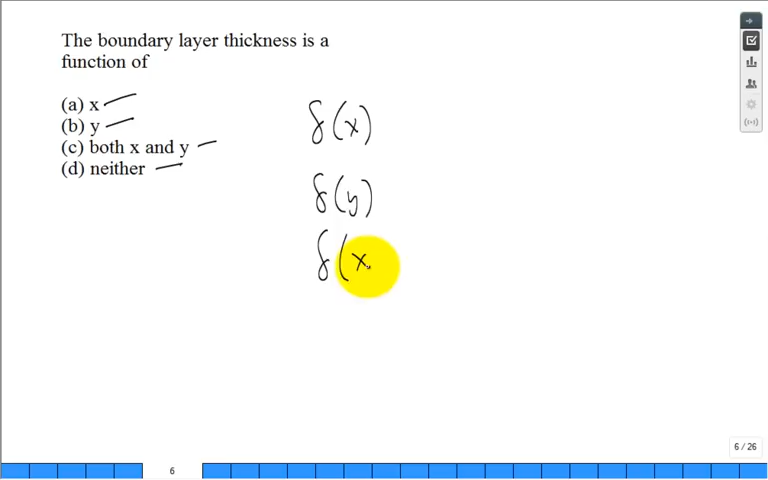 The boundary layer thickness is a
function of
(a) x
(b) y
(c) both x and y
(d) neither
δ(x)
δ(y)
δ(x
6 / 26
6